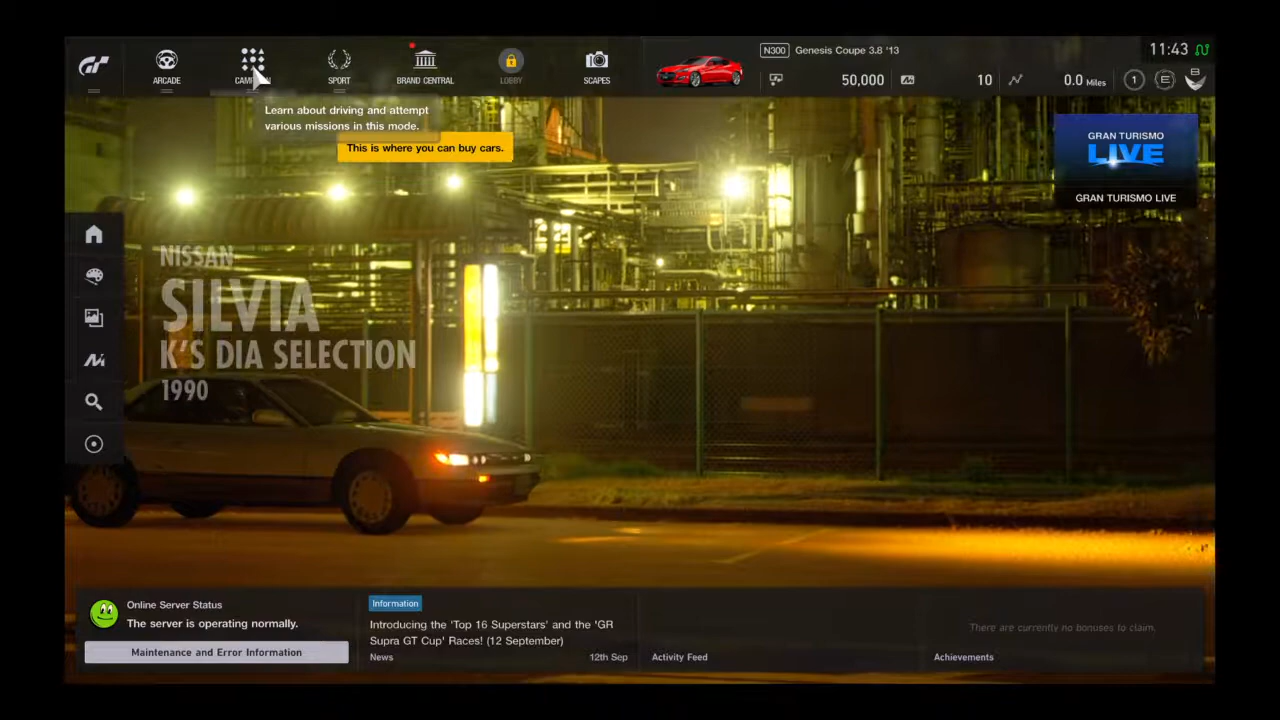 ARCADE
CAMPAIGN
SPORT
BRAND CENTRAL
LOBBY
SCAPES
N300 Genesis Coupe 3.8 '13
50,000
10
0.0 Miles
1
E
B
11:43
Learn about driving and attempt
various missions in this mode.
This is where you can buy cars.
GRAN TURISMO
LIVE
GRAN TURISMO LIVE
NISSAN
SILVIA
K'S DIA SELECTION
1990
Online Server Status
The server is operating normally.
Maintenance and Error Information
Information
Introducing the 'Top 16 Superstars' and the 'GR
Supra GT Cup' Races! (12 September)
News
12th Sep
Activity Feed
There are currently no bonuses to claim.
Achievements